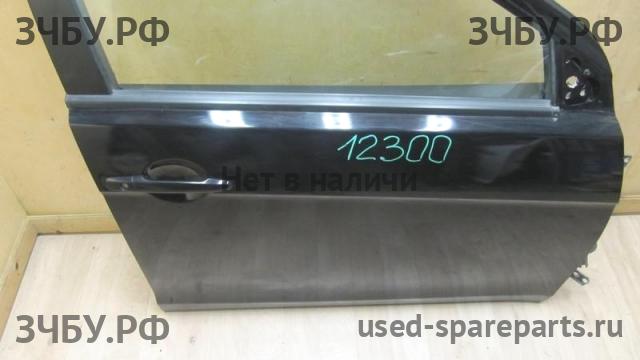 ЗЧБУ.РФ
ЗЧБУ.РФ
12300
Нет в наличи
ЗЧБУ.РФ
used-spareparts.ru